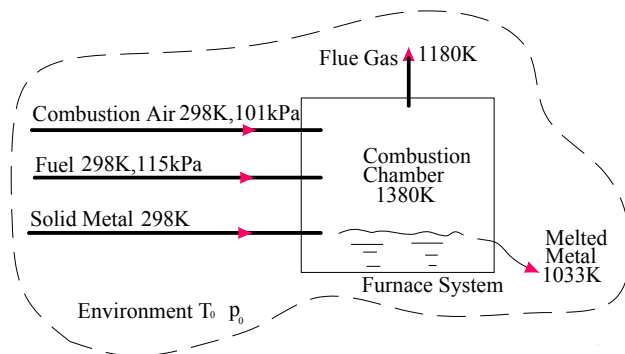 Flue Gas 1180K
Combustion Air 298K,101kPa
Fuel 298K,115kPa
Solid Metal 298K
Combustion
Chamber
1380K
Melted
Metal
1033K
Furnace System
Environment T₀ p₀